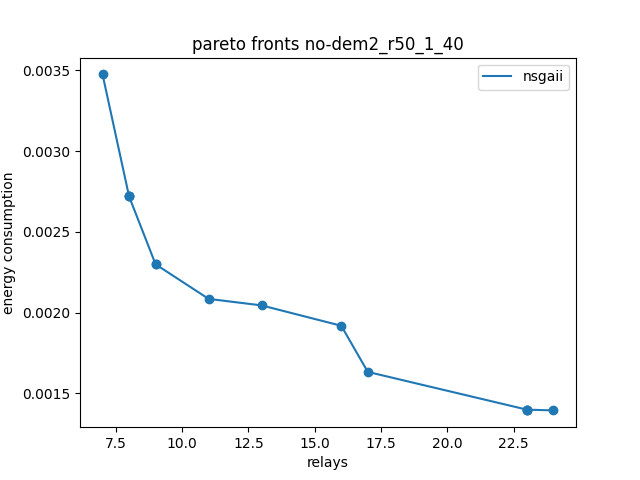 pareto fronts no-dem2_r50_1_40
nsgaii
energy consumption
0.0035
0.0030
0.0025
0.0020
0.0015
7.5 10.0 12.5 15.0 17.5 20.0 22.5
relays